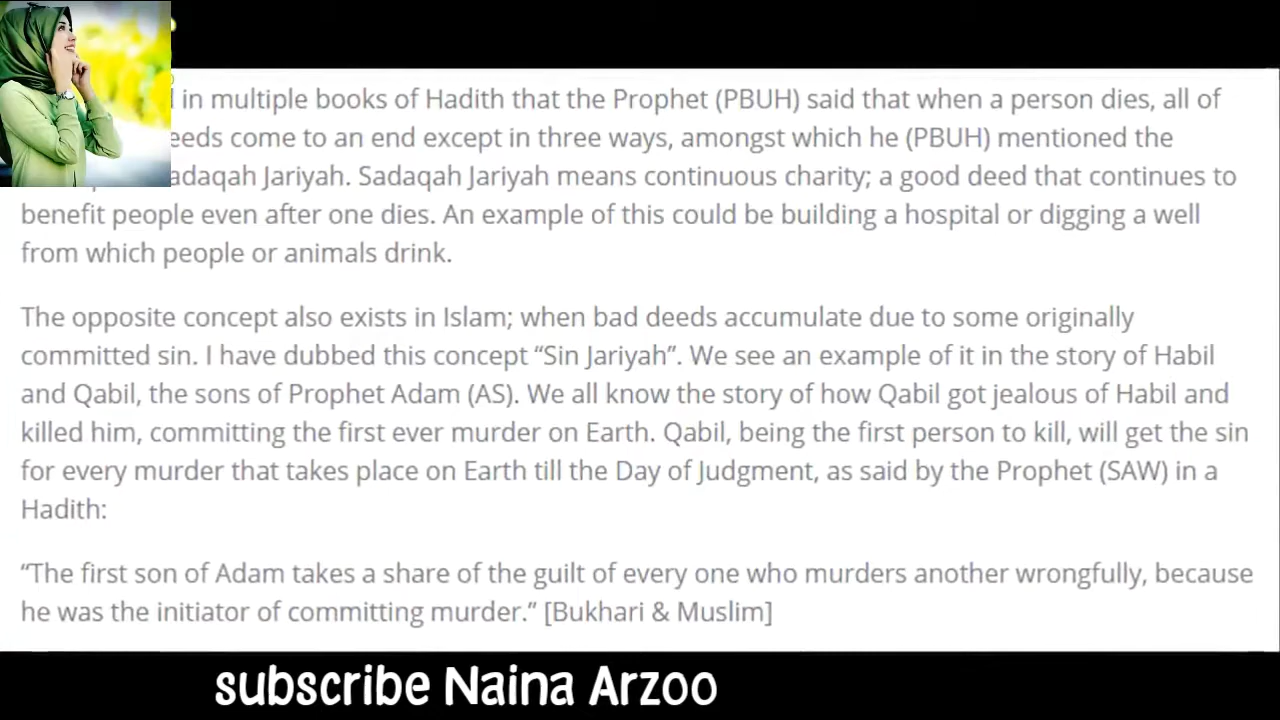 in multiple books of Hadith that the Prophet (PBUH) said that when a person dies, all of
eeds come to an end except in three ways, amongst which he (PBUH) mentioned the
adaqah Jariyah. Sadaqah Jariyah means continuous charity; a good deed that continues to
benefit people even after one dies. An example of this could be building a hospital or digging a well
from which people or animals drink.
The opposite concept also exists in Islam; when bad deeds accumulate due to some originally
committed sin. I have dubbed this concept “Sin Jariyah”. We see an example of it in the story of Habil
and Qabil, the sons of Prophet Adam (AS). We all know the story of how Qabil got jealous of Habil and
killed him, committing the first ever murder on Earth. Qabil, being the first person to kill, will get the sin
for every murder that takes place on Earth till the Day of Judgment, as said by the Prophet (SAW) in a
Hadith:
“The first son of Adam takes a share of the guilt of every one who murders another wrongfully, because
he was the initiator of committing murder.” [Bukhari & Muslim]
subscribe Naina Arzoo